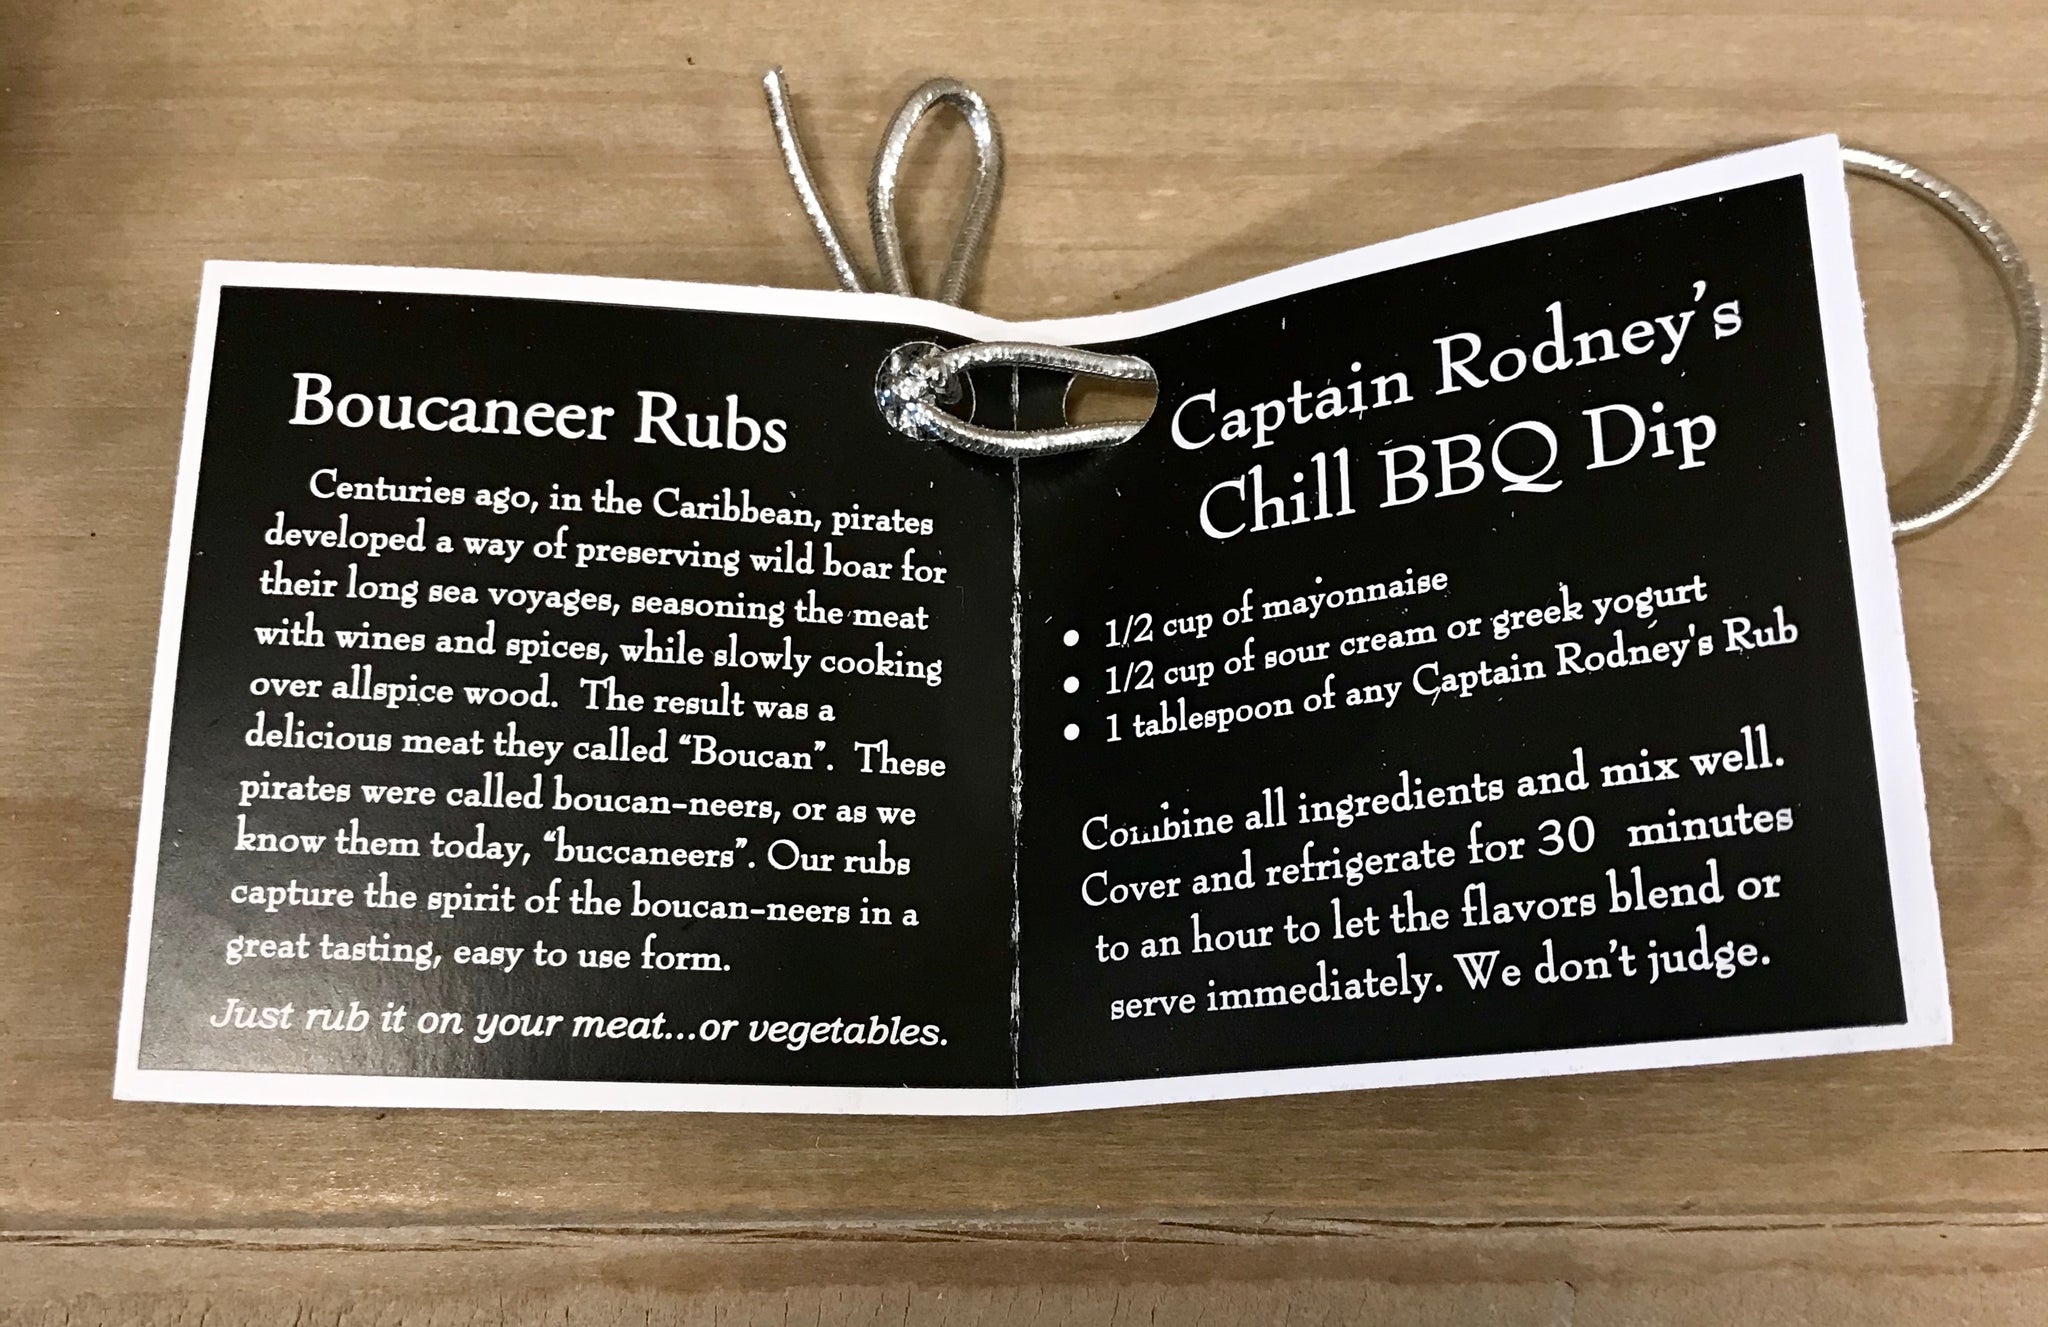 Boucaneer Rubs
Centuries ago, in the Caribbean, pirates
developed a way of preserving wild boar for
their long sea voyages, seasoning the meat
with wines and spices, while slowly cooking
over allspice wood. The result was a
delicious meat they called “Boucan”. These
pirates were called boucan-neers, or as we
know them today, “buccaneers”. Our rubs
capture the spirit of the boucan-neers in a
great tasting, easy to use form.
Just rub it on your meat...or vegetables.
Captain Rodney's
Chill BBQ Dip
• 1/2 cup of mayonnaise
• 1/2 cup of sour cream or greek yogurt
• 1 tablespoon of any Captain Rodney's Rub
Combine all ingredients and mix well.
Cover and refrigerate for 30 minutes
to an hour to let the flavors blend or
serve immediately. We don't judge.